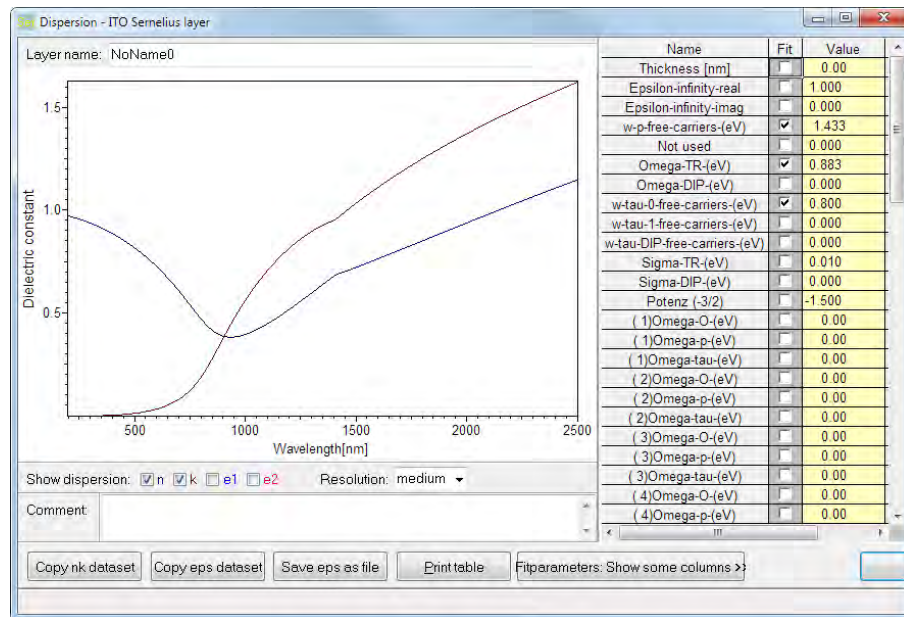 Dispersion - ITO Sernelius layer
Layer name: NoName0
Dielectric constant
1.5
1.0
0.5
500 1000 1500 2000 2500
Wavelength[nm]
Show dispersion: n k e1 e2 Resolution: medium
Comment
Name Fit Value
Thickness [nm] 0.00
Epsilon-infinity-real 1.000
Epsilon-infinity-imag 0.000
w-p-free-carriers-(eV) 1.433
Not used 0.000
Omega-TR-(eV) 0.883
Omega-DIP-(eV) 0.000
w-tau-0-free-carriers-(eV) 0.800
w-tau-1-free-carriers-(eV) 0.000
w-tau-DIP-free-carriers-(eV) 0.000
Sigma-TR-(eV) 0.010
Sigma-DIP-(eV) 0.000
Potenz (-3/2) -1.500
( 1)Omega-O-(eV) 0.00
( 1)Omega-p-(eV) 0.00
( 1)Omega-tau-(eV) 0.00
( 2)Omega-O-(eV) 0.00
( 2)Omega-p-(eV) 0.00
( 2)Omega-tau-(eV) 0.00
( 3)Omega-O-(eV) 0.00
( 3)Omega-p-(eV) 0.00
( 3)Omega-tau-(eV) 0.00
( 4)Omega-O-(eV) 0.00
( 4)Omega-p-(eV) 0.00
Copy nk dataset Copy eps dataset Save eps as file Print table Fitparameters: Show some columns >>